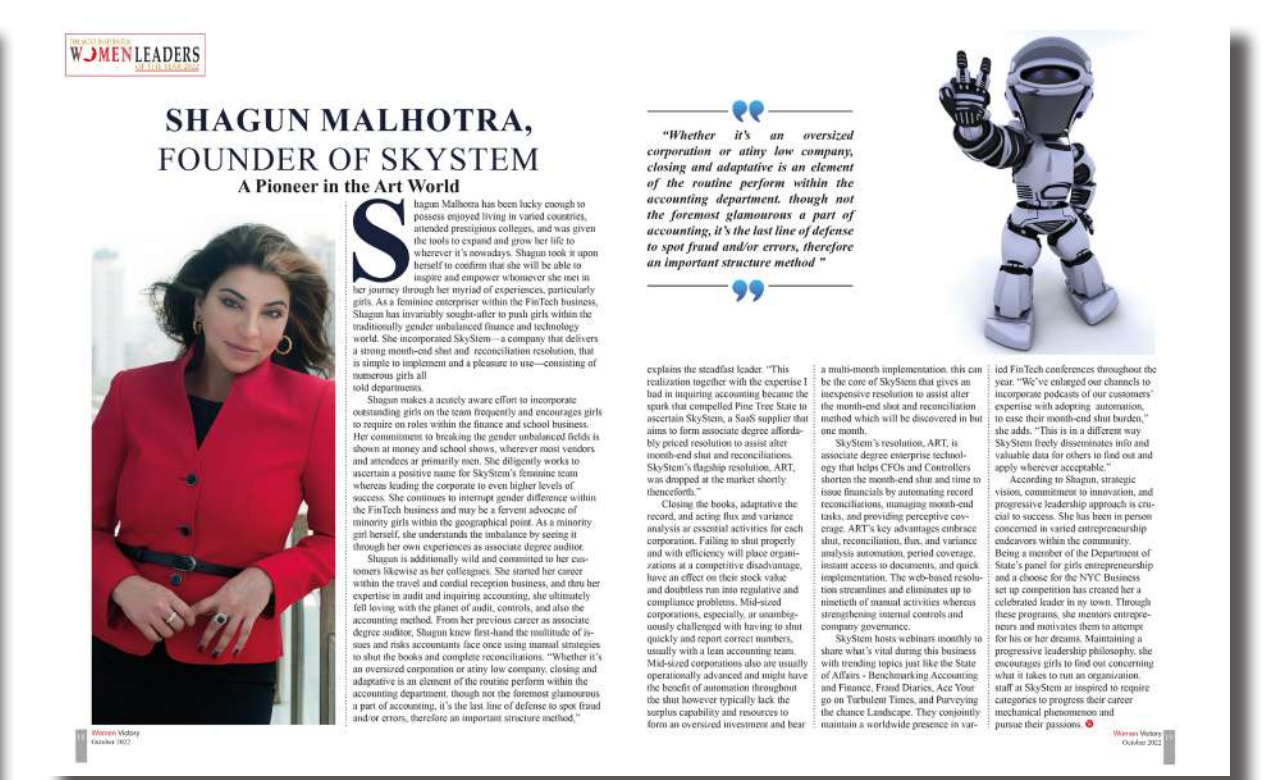 THE MOST INFLUENTIAL
WOMEN LEADERS
OF THE YEAR 2022
SHAGUN MALHOTRA,
FOUNDER OF SKYSTEM
A Pioneer in the Art World
Shagun Malhotra has been lucky enough to
possess enjoyed living in varied countries,
attended prestigious colleges, and was given
the tools to expand and grow her life to
wherever it's nowadays. Shagun took it upon
herself to confirm that she will be able to
inspire and empower whomever she met in
her journey through her myriad of experiences, particularly
girls. As a feminine enterpriser within the FinTech business,
Shagun has invariably sought-after to push girls within the
traditionally gender unbalanced finance and technology
world. She incorporated SkyStem—a company that delivers
a strong month-end shut and reconciliation resolution, that
is simple to implement and a pleasure to use—consisting of
numerous girls all
told departments.
Shagun makes a acutely aware effort to incorporate
outstanding girls on the team frequently and encourages girls
to require on roles within the finance and school business.
Her commitment to breaking the gender unbalanced fields is
shown at money and school shows, wherever most vendors
and attendees ar primarily men. She diligently works to
ascertain a positive name for SkyStem's feminine team
whereas leading the corporate to even higher levels of
success. She continues to interrupt gender difference within
the FinTech business and may be a fervent advocate of
minority girls within the geographical point. As a minority
girl herself, she understands the imbalance by seeing it
through her own experiences as associate degree auditor.
Shagun is additionally wild and committed to her cus-
tomers likewise as her colleagues. She started her career
within the travel and cordial reception business, and thru her
expertise in audit and inquiring accounting, she ultimately
fell loving with the planet of audit, controls, and also the
accounting method. From her previous career as associate
degree auditor, Shagun knew first-hand the multitude of is-
sues and risks accountants face once using manual strategies
to shut the books and complete reconciliations. "Whether it's
an oversized corporation or atiny low company, closing and
adaptative is an element of the routine perform within the
accounting department. though not the foremost glamourous
a part of accounting, it's the last line of defense to spot fraud
and/or errors, therefore an important structure method,"
Women Victory
October 2022
"Whether it's an oversized
corporation or atiny low company,
closing and adaptative is an element
of the routine perform within the
accounting department. though not
the foremost glamourous a part of
accounting, it's the last line of defense
to spot fraud and/or errors, therefore
an important structure method "
explains the steadfast leader. "This
realization together with the expertise I
had in inquiring accounting became the
spark that compelled Pine Tree State to
ascertain SkyStem, a SaaS supplier that
aims to form associate degree afforda-
bly priced resolution to assist alter
month-end shut and reconciliations.
SkyStem's flagship resolution, ART,
was dropped at the market shortly
thenceforth."
Closing the books, adaptative the
record, and acting flux and variance
analysis ar essential activities for each
corporation. Failing to shut properly
and with efficiency will place organi-
zations at a competitive disadvantage,
have an effect on their stock value
and doubtless run into regulative and
compliance problems. Mid-sized
corporations, especially, ar unambig-
uously challenged with having to shut
quickly and report correct numbers,
usually with a lean accounting team.
Mid-sized corporations also are usually
operationally advanced and might have
the benefit of automation throughout
the shut however typically lack the
surplus capability and resources to
form an oversized investment and bear
a multi-month implementation. this can
be the core of SkyStem that gives an
inexpensive resolution to assist alter
the month-end shut and reconciliation
method which will be discovered in but
one month.
SkyStem's resolution, ART, is
associate degree enterprise technol-
ogy that helps CFOs and Controllers
shorten the month-end shut and time to
issue financials by automating record
reconciliations, managing month-end
tasks, and providing perceptive cov-
erage. ART's key advantages embrace
shut, reconciliation, flux, and variance
analysis automation, period coverage,
instant access to documents, and quick
implementation. The web-based resolu-
tion streamlines and eliminates up to
ninetieth of manual activities whereas
strengthening internal controls and
company governance.
SkyStem hosts webinars monthly to
share what's vital during this business
with trending topics just like the State
of Affairs - Benchmarking Accounting
and Finance, Fraud Diaries, Ace Your
go on Turbulent Times, and Purveying
the chance Landscape. They conjointly
maintain a worldwide presence in var-
ied FinTech conferences throughout the
year. "We've enlarged our channels to
incorporate podcasts of our customers'
expertise with adopting automation,
to ease their month-end shut burden,"
she adds. "This is in a different way
SkyStem freely disseminates info and
valuable data for others to find out and
apply wherever acceptable."
According to Shagun, strategic
vision, commitment to innovation, and
progressive leadership approach is cru-
cial to success. She has been in person
concerned in varied entrepreneurship
endeavors within the community.
Being a member of the Department of
State's panel for girls entrepreneurship
and a choose for the NYC Business
set up competition has created her a
celebrated leader in ny town. Through
these programs, she mentors entrepre-
neurs and motivates them to attempt
for his or her dreams. Maintaining a
progressive leadership philosophy, she
encourages girls to find out concerning
what it takes to run an organization.
staff at SkyStem ar inspired to require
categories to progress their career
mechanical phenomenon and
pursue their passions.
Women Victory
October 2022